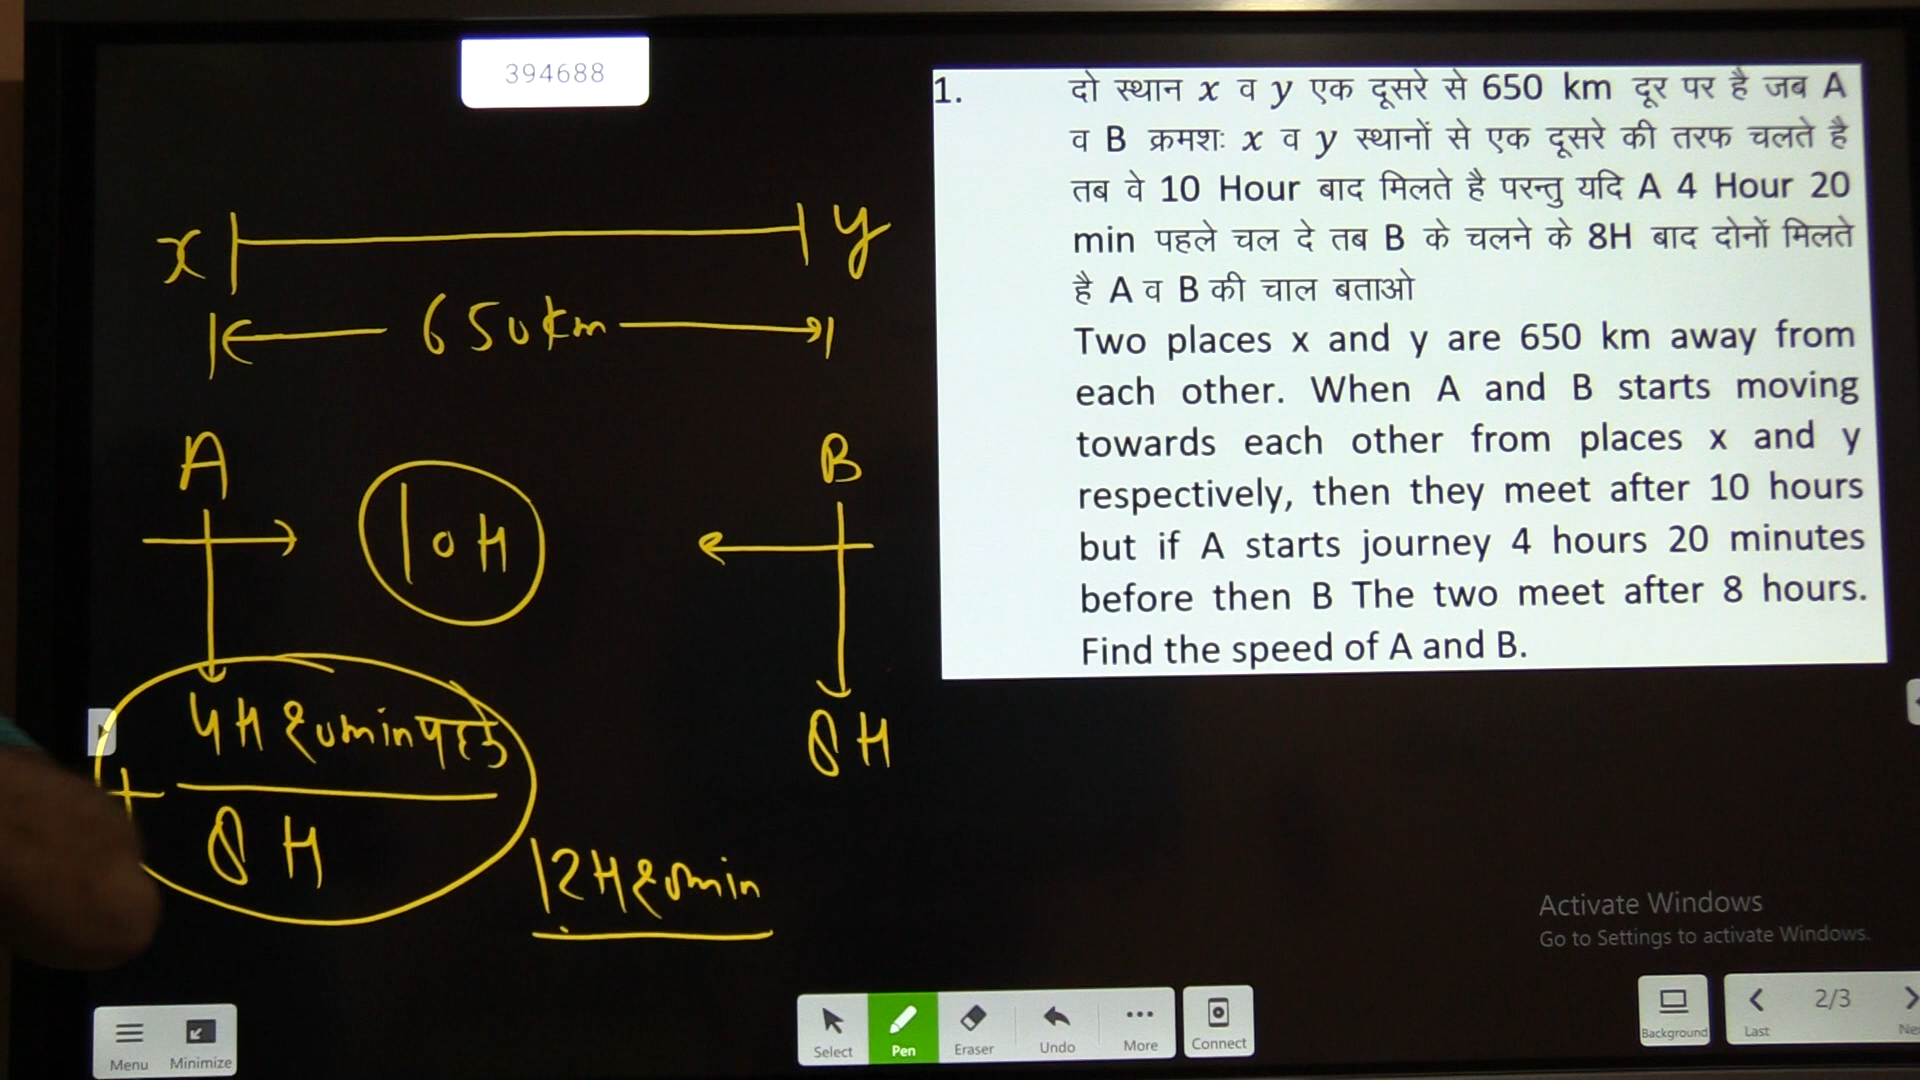 394688
x y
650 km
A B
10H
4H 20min पहले
8H
+
8H
12H20min
1. दो स्थान x व y एक दूसरे से 650 km दूर पर है जब A
व B क्रमशः x व y स्थानों से एक दूसरे की तरफ चलते है
तब वे 10 Hour बाद मिलते है परन्तु यदि A 4 Hour 20
min पहले चल दे तब B के चलने के 8H बाद दोनों मिलते
है A व B की चाल बताओ
Two places x and y are 650 km away from
each other. When A and B starts moving
towards each other from places x and y
respectively, then they meet after 10 hours
but if A starts journey 4 hours 20 minutes
before then B The two meet after 8 hours.
Find the speed of A and B.
Activate Windows
Go to Settings to activate Windows.
Menu Minimize
Select Pen Eraser Undo More Connect
Background
2/3
Last